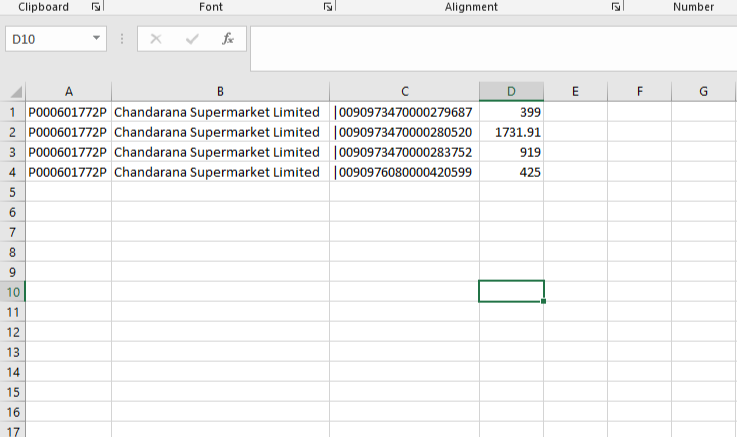 Clipboard Font Alignment Number
D10 fx
A B C D E F G
1 P000601772P Chandarana Supermarket Limited |0090973470000279687 399
2 P000601772P Chandarana Supermarket Limited |0090973470000280520 1731.91
3 P000601772P Chandarana Supermarket Limited |0090973470000283752 919
4 P000601772P Chandarana Supermarket Limited |0090976080000420599 425
5
6
7
8
9
10
11
12
13
14
15
16
17